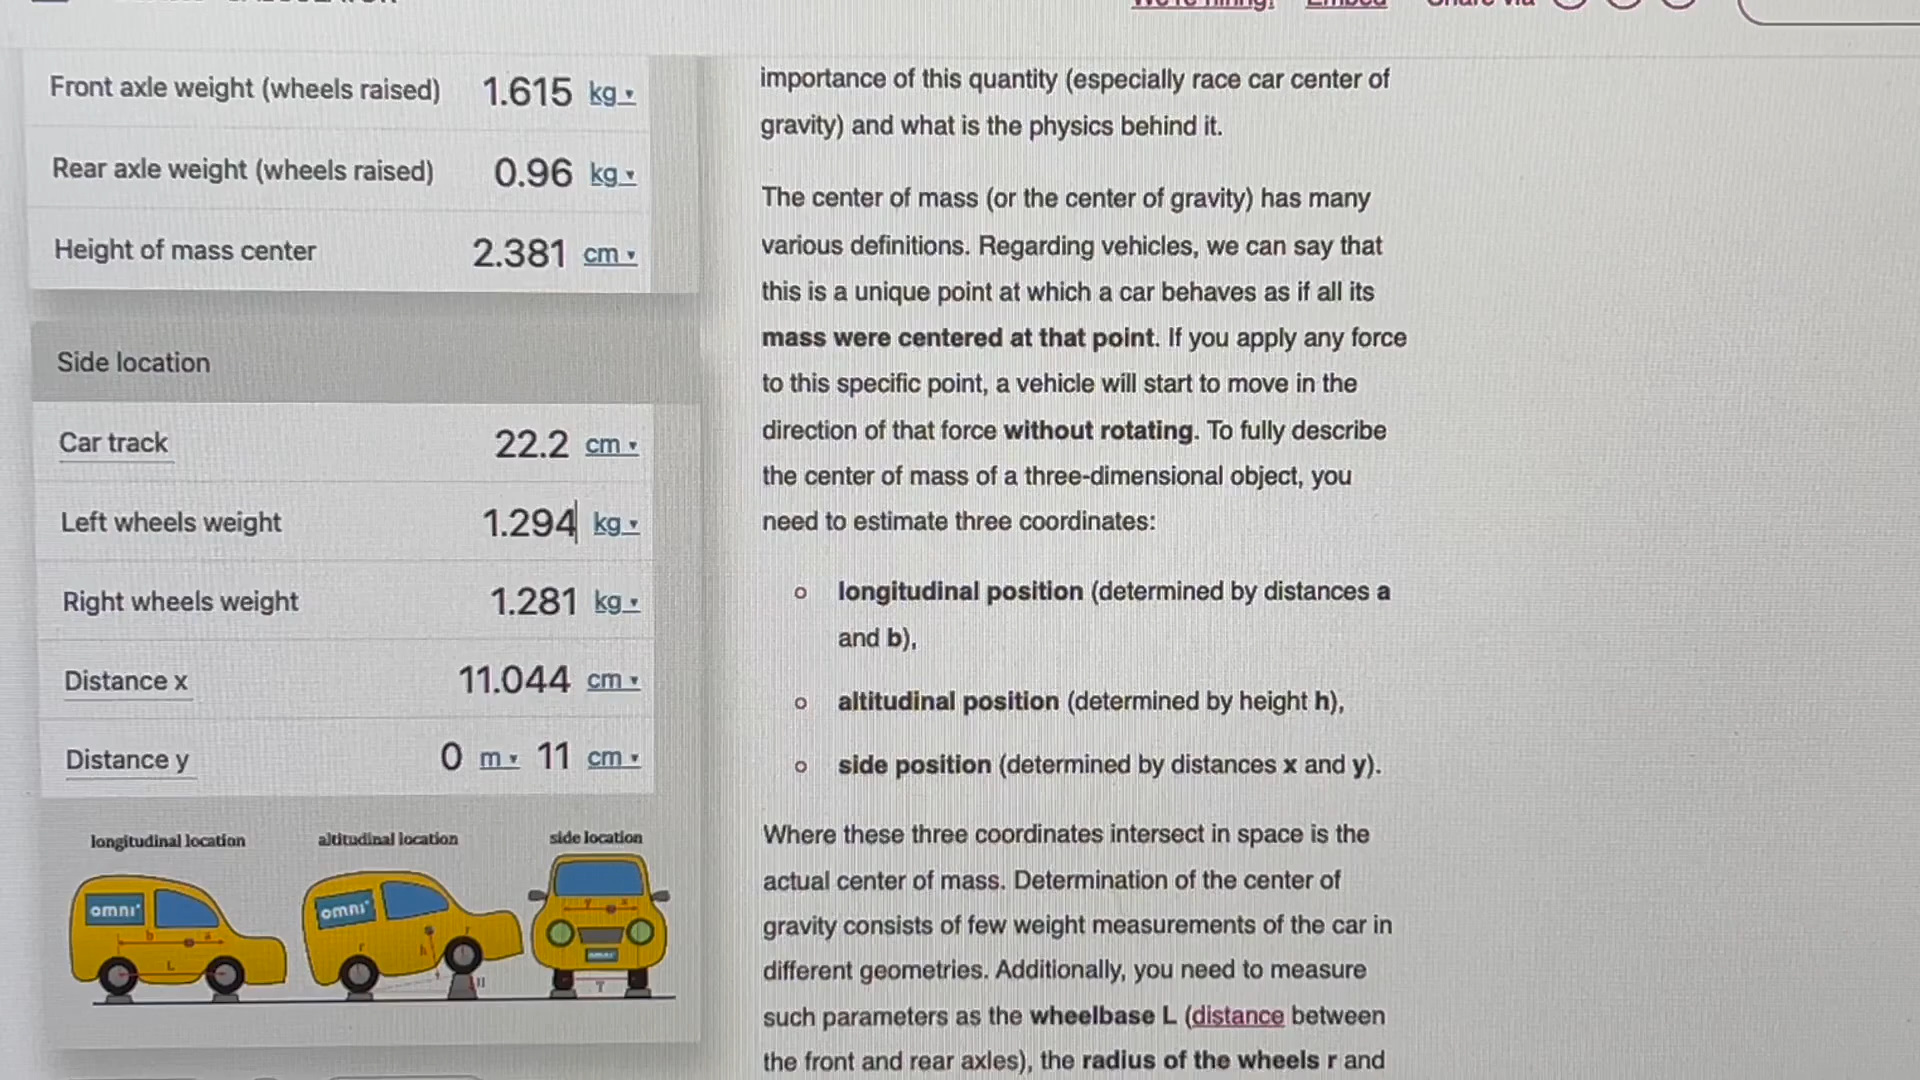 We're hiring! Embed Share via
Front axle weight (wheels raised) 1.615 kg
Rear axle weight (wheels raised) 0.96 kg
Height of mass center 2.381 cm
Side location
Car track 22.2 cm
Left wheels weight 1.294 kg
Right wheels weight 1.281 kg
Distance x 11.044 cm
Distance y 0 m 11 cm
longitudinal location altitudinal location side location
omni omni
b a
L
r h r
H
y x
omni
T
importance of this quantity (especially race car center of
gravity) and what is the physics behind it.
The center of mass (or the center of gravity) has many
various definitions. Regarding vehicles, we can say that
this is a unique point at which a car behaves as if all its
mass were centered at that point. If you apply any force
to this specific point, a vehicle will start to move in the
direction of that force without rotating. To fully describe
the center of mass of a three-dimensional object, you
need to estimate three coordinates:
longitudinal position (determined by distances a
and b),
altitudinal position (determined by height h),
side position (determined by distances x and y).
Where these three coordinates intersect in space is the
actual center of mass. Determination of the center of
gravity consists of few weight measurements of the car in
different geometries. Additionally, you need to measure
such parameters as the wheelbase L (distance between
the front and rear axles), the radius of the wheels r and